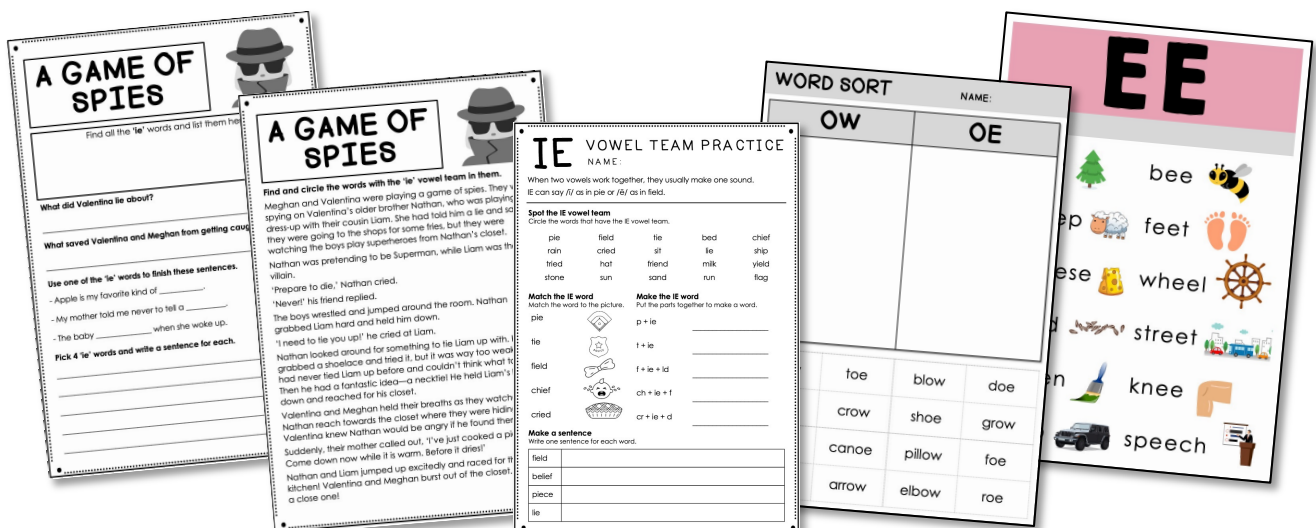 A GAME OF
SPIES
Find all the 'ie' words and list them
What did Valentina lie about?
What saved Valentina and Meghan from getting
Use one of the 'ie' words to finish these sentences.
- Apple is my favorite kind of ________.
- My mother told me never to tell a ________.
- The baby ________ when she woke up.
Pick 4 'ie' words and write a sentence for each.
A GAME OF
SPIES
Find and circle the words with the 'ie' vowel team in them.
Meghan and Valentina were playing a game of spies. They
spying on Valentina's older brother Nathan, who was playing
dress-up with their cousin Liam. She had told him a lie and
they were going to the shops for some fries, but they were
watching the boys play superheroes from Nathan's closet.
Nathan was pretending to be Superman, while Liam was
villain.
'Prepare to die,' Nathan cried.
'Never!' his friend replied.
The boys wrestled and jumped around the room. Nathan
grabbed Liam hard and held him down.
'I need to tie you up!' he cried at Liam.
Nathan looked around for something to tie Liam up with.
grabbed a shoelace and tried it, but it was way too
had never tied Liam up before and couldn't think what
Then he had a fantastic idea—a necktie! He held Liam's
down and reached for his closet.
Valentina and Meghan held their breaths as they
Nathan reach towards the closet where they were
Valentina knew Nathan would be angry if he found
Suddenly, their mother called out, 'I've just cooked a
Come down now while it is warm. Before it dries!'
Nathan and Liam jumped up excitedly and raced for
kitchen! Valentina and Meghan burst out of the closet.
a close one!
IE VOWEL TEAM PRACTICE
NAME:
When two vowels work together, they usually make one sound.
IE can say /ī/ as in pie or /ē/ as in field.
Spot the IE vowel team
Circle the words that have the IE vowel team.
pie field tie bed chief
rain cried sit lie ship
tried hat friend milk yield
stone sun sand run flag
Match the IE word
Match the word to the picture.
pie
tie
field
chief
cried
Make the IE word
Put the parts together to make a word.
p + ie
t + ie
f + ie + ld
ch + ie + f
cr + ie + d
Make a sentence
Write one sentence for each word.
field
belief
piece
lie
WORD SORT NAME:
OW OE
toe blow doe
crow shoe grow
canoe pillow foe
arrow elbow roe
EE
bee
feet
wheel
street
knee
speech